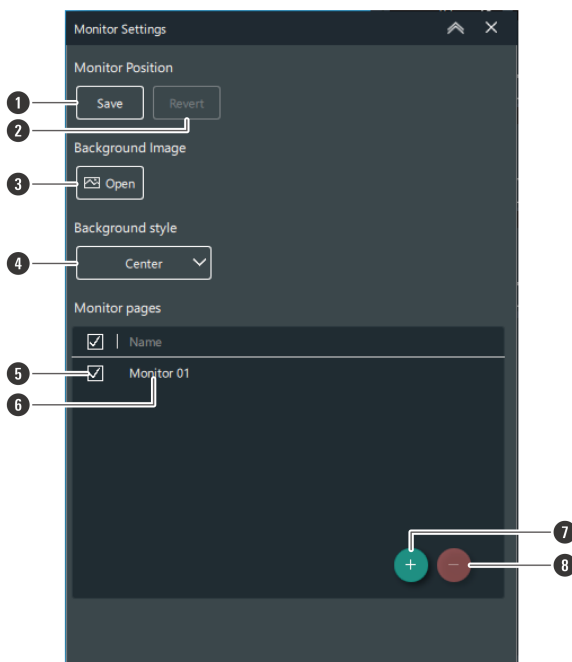 Monitor Settings
Monitor Position
1 Save Revert
2
Background Image
3 Open
Background style
4 Center
Monitor pages
Name
5 Monitor 01
6
7
8